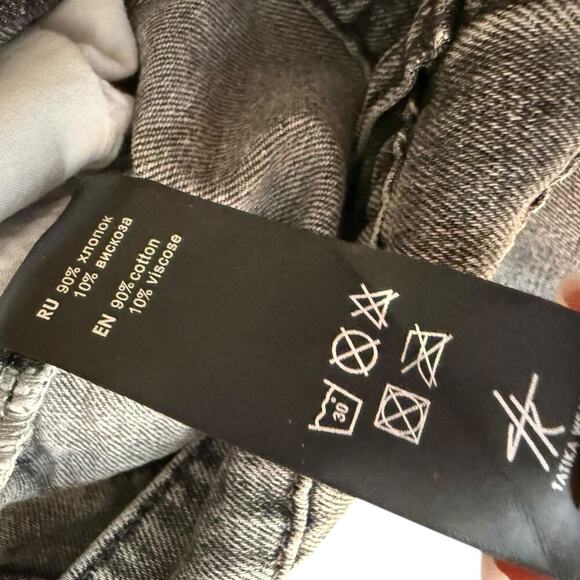 RU 90% ХЛОПОК
10% ВИСКОЗА
EN 90% cotton
10% viscose
30°